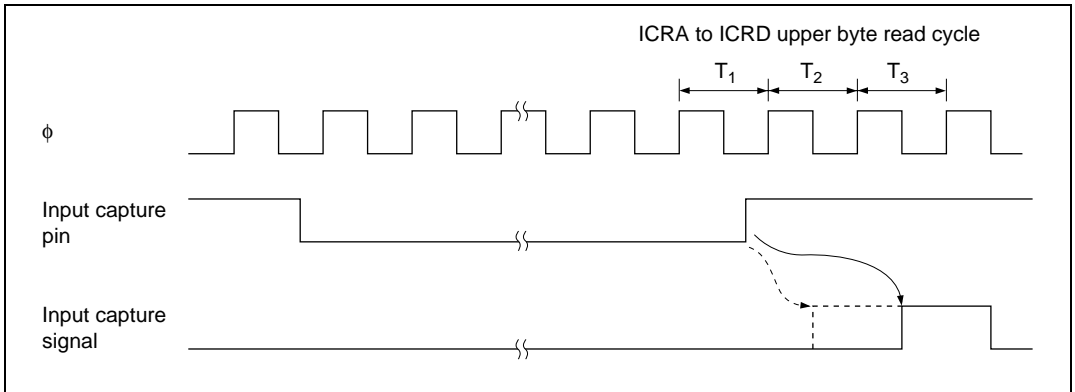 ICRA to ICRD upper byte read cycle
T1 T2 T3
ϕ
Input capture
pin
Input capture
signal